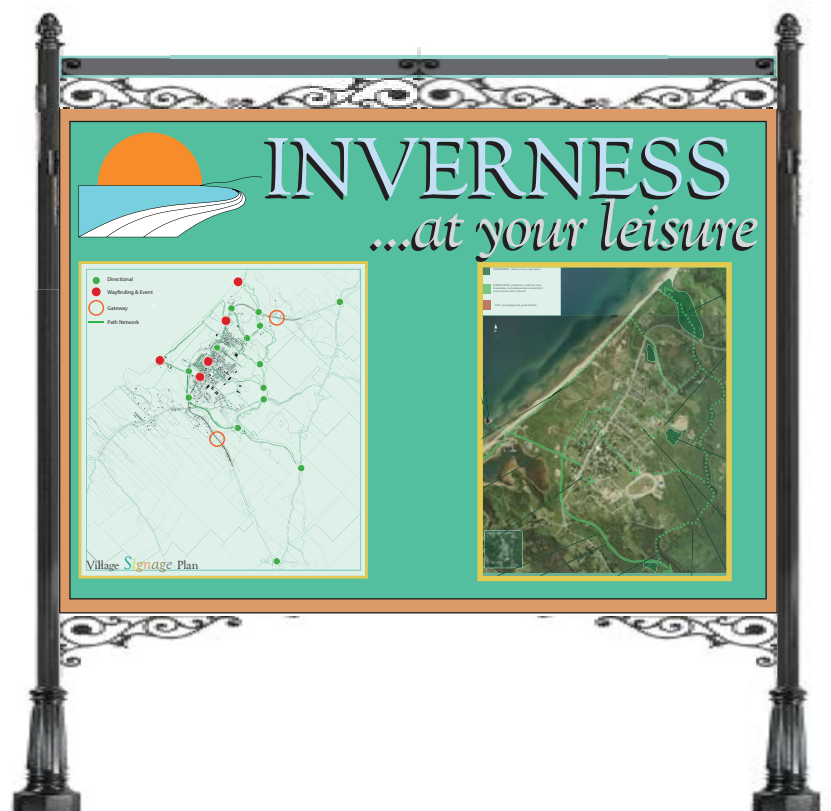 INVERNESS
...at your leisure
Directional
Wayfinding & Event
Gateway
Path Network
Village Signage Plan